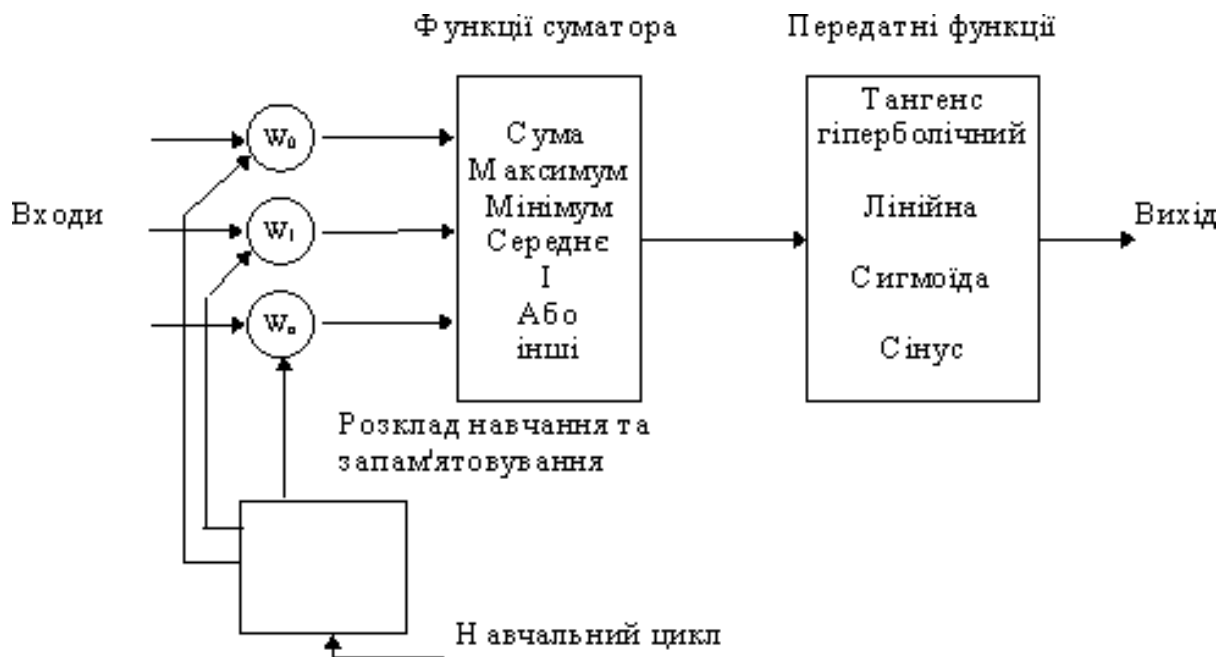 Функції суматора
Передатні функції
Входи
W₀
W₁
Wₙ
Сума
Максимум
Мінімум
Середнє
І
Або
інші
Тангенс
гіперболічний
Лінійна
Сигмоїда
Сінус
Вихід
Розклад навчання та
запам'ятовування
Навчальний цикл